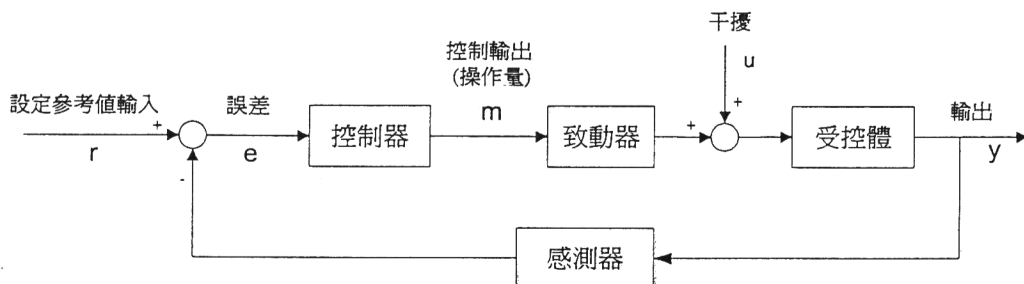 干擾
u
控制輸出
(操作量)
m
設定參考值輸入
r
+
-
誤差
e
控制器
致動器
+
+
受控體
輸出
y
感測器